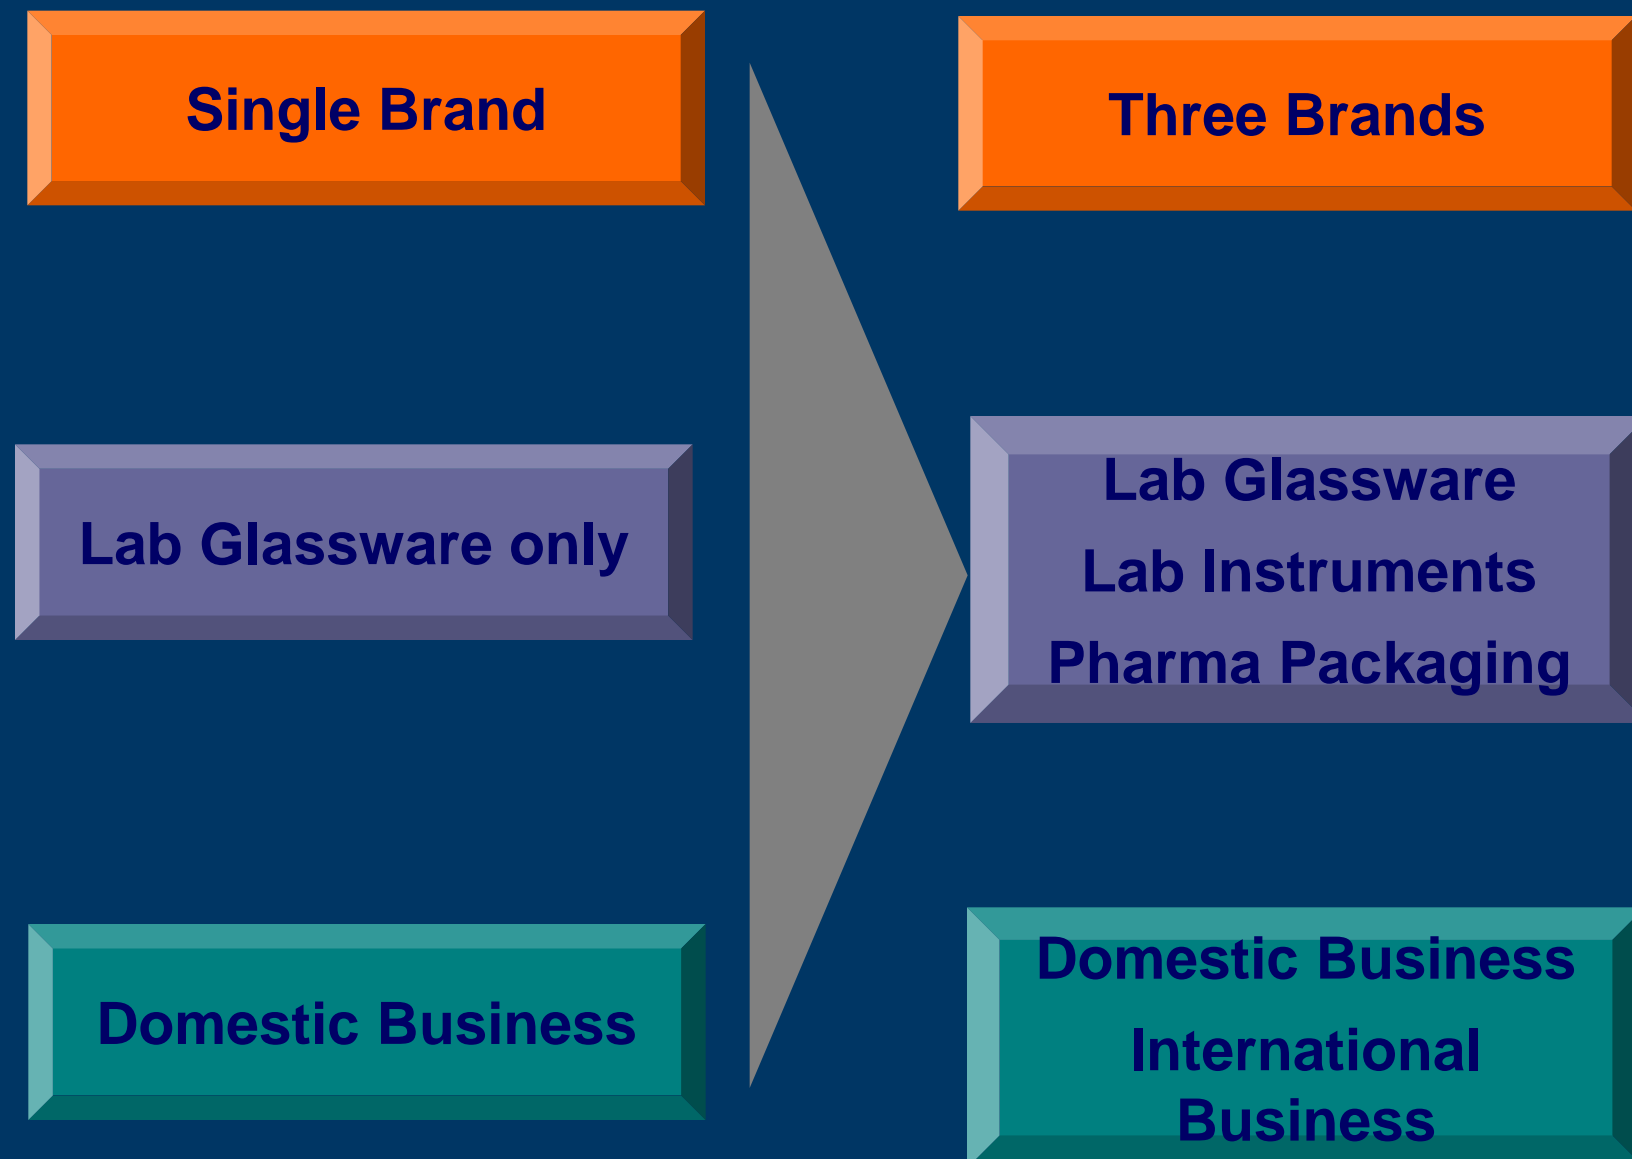 Single Brand
Three Brands
Lab Glassware only
Lab Glassware
Lab Instruments
Pharma Packaging
Domestic Business
Domestic Business
International
Business